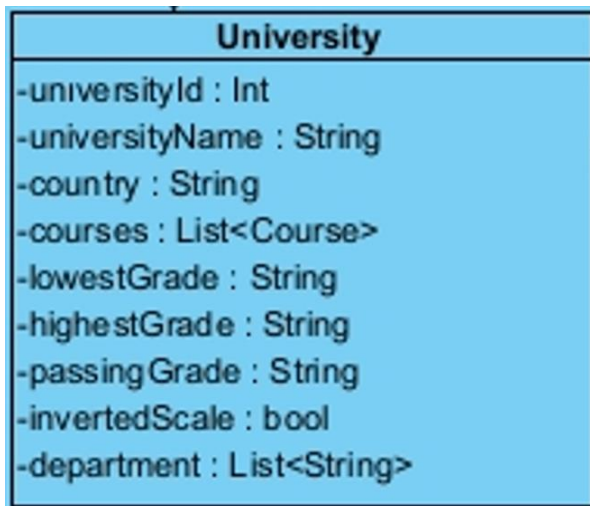 University
-universityId : Int
-universityName : String
-country : String
-courses : List<Course>
-lowestGrade : String
-highestGrade : String
-passingGrade : String
-invertedScale : bool
-department : List<String>